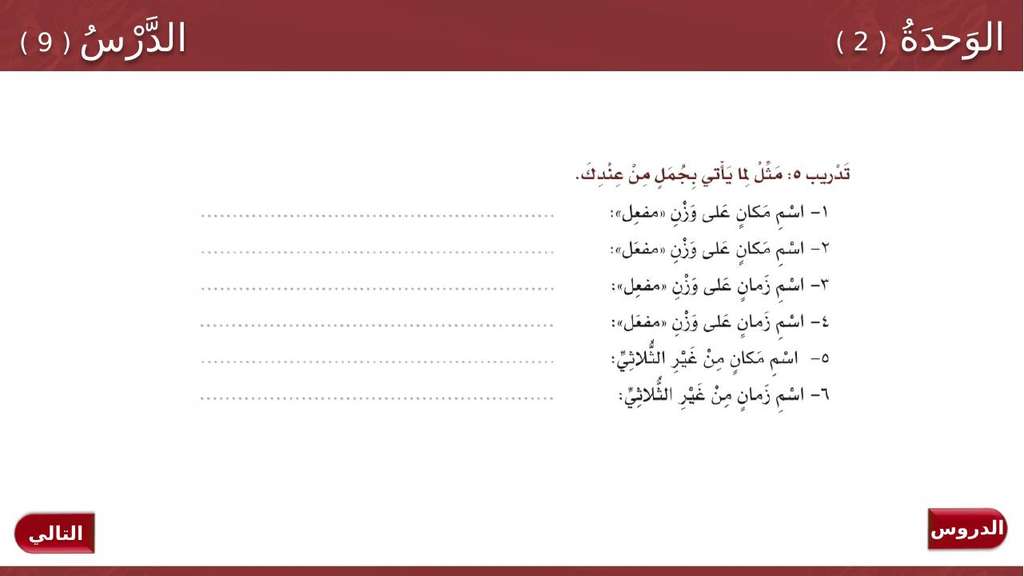 الوَحدَةُ ( 2 )
الدَّرْسُ ( 9 )
تَدْريب ٥: مَثِّلْ لِما يَأْتي بِجُمَلٍ مِنْ عِنْدِكَ.
١– اسْمِ مَكانٍ عَلى وَزْنِ «مفعِل»: ................................................
٢– اسْمِ مَكانٍ عَلى وَزْنِ «مفعَل»: ................................................
٣– اسْمِ زَمانٍ عَلى وَزْنِ «مفعِل»: ................................................
٤– اسْمِ زَمانٍ عَلى وَزْنِ «مفعَل»: ................................................
٥– اسْمِ مَكانٍ مِنْ غَيْرِ الثُّلاثِيِّ: ................................................
٦– اسْمِ زَمانٍ مِنْ غَيْرِ الثُّلاثِيِّ: ................................................
الدروس
التالي